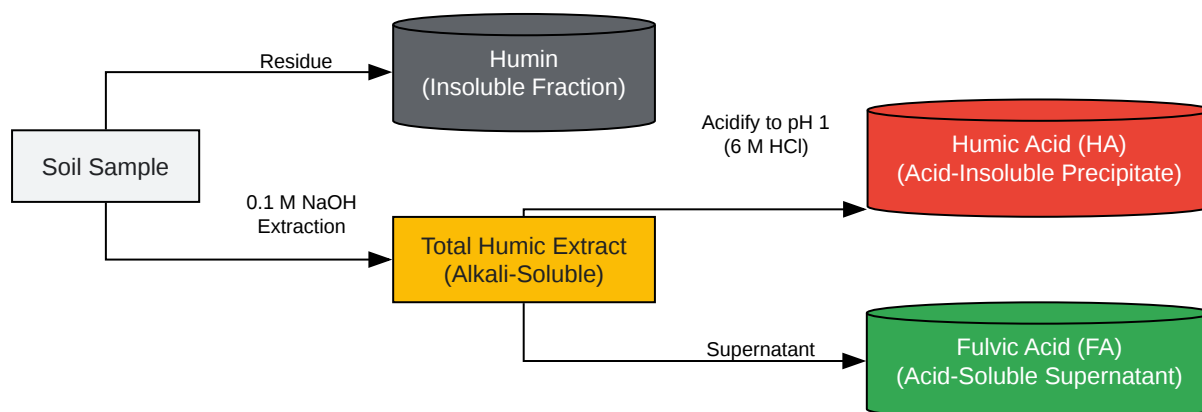 Residue
Humin
(Insoluble Fraction)
Acidify to pH 1
(6 M HCl)
Humic Acid (HA)
(Acid-Insoluble Precipitate)
Soil Sample
0.1 M NaOH
Extraction
Total Humic Extract
(Alkali-Soluble)
Supernatant
Fulvic Acid (FA)
(Acid-Soluble Supernatant)